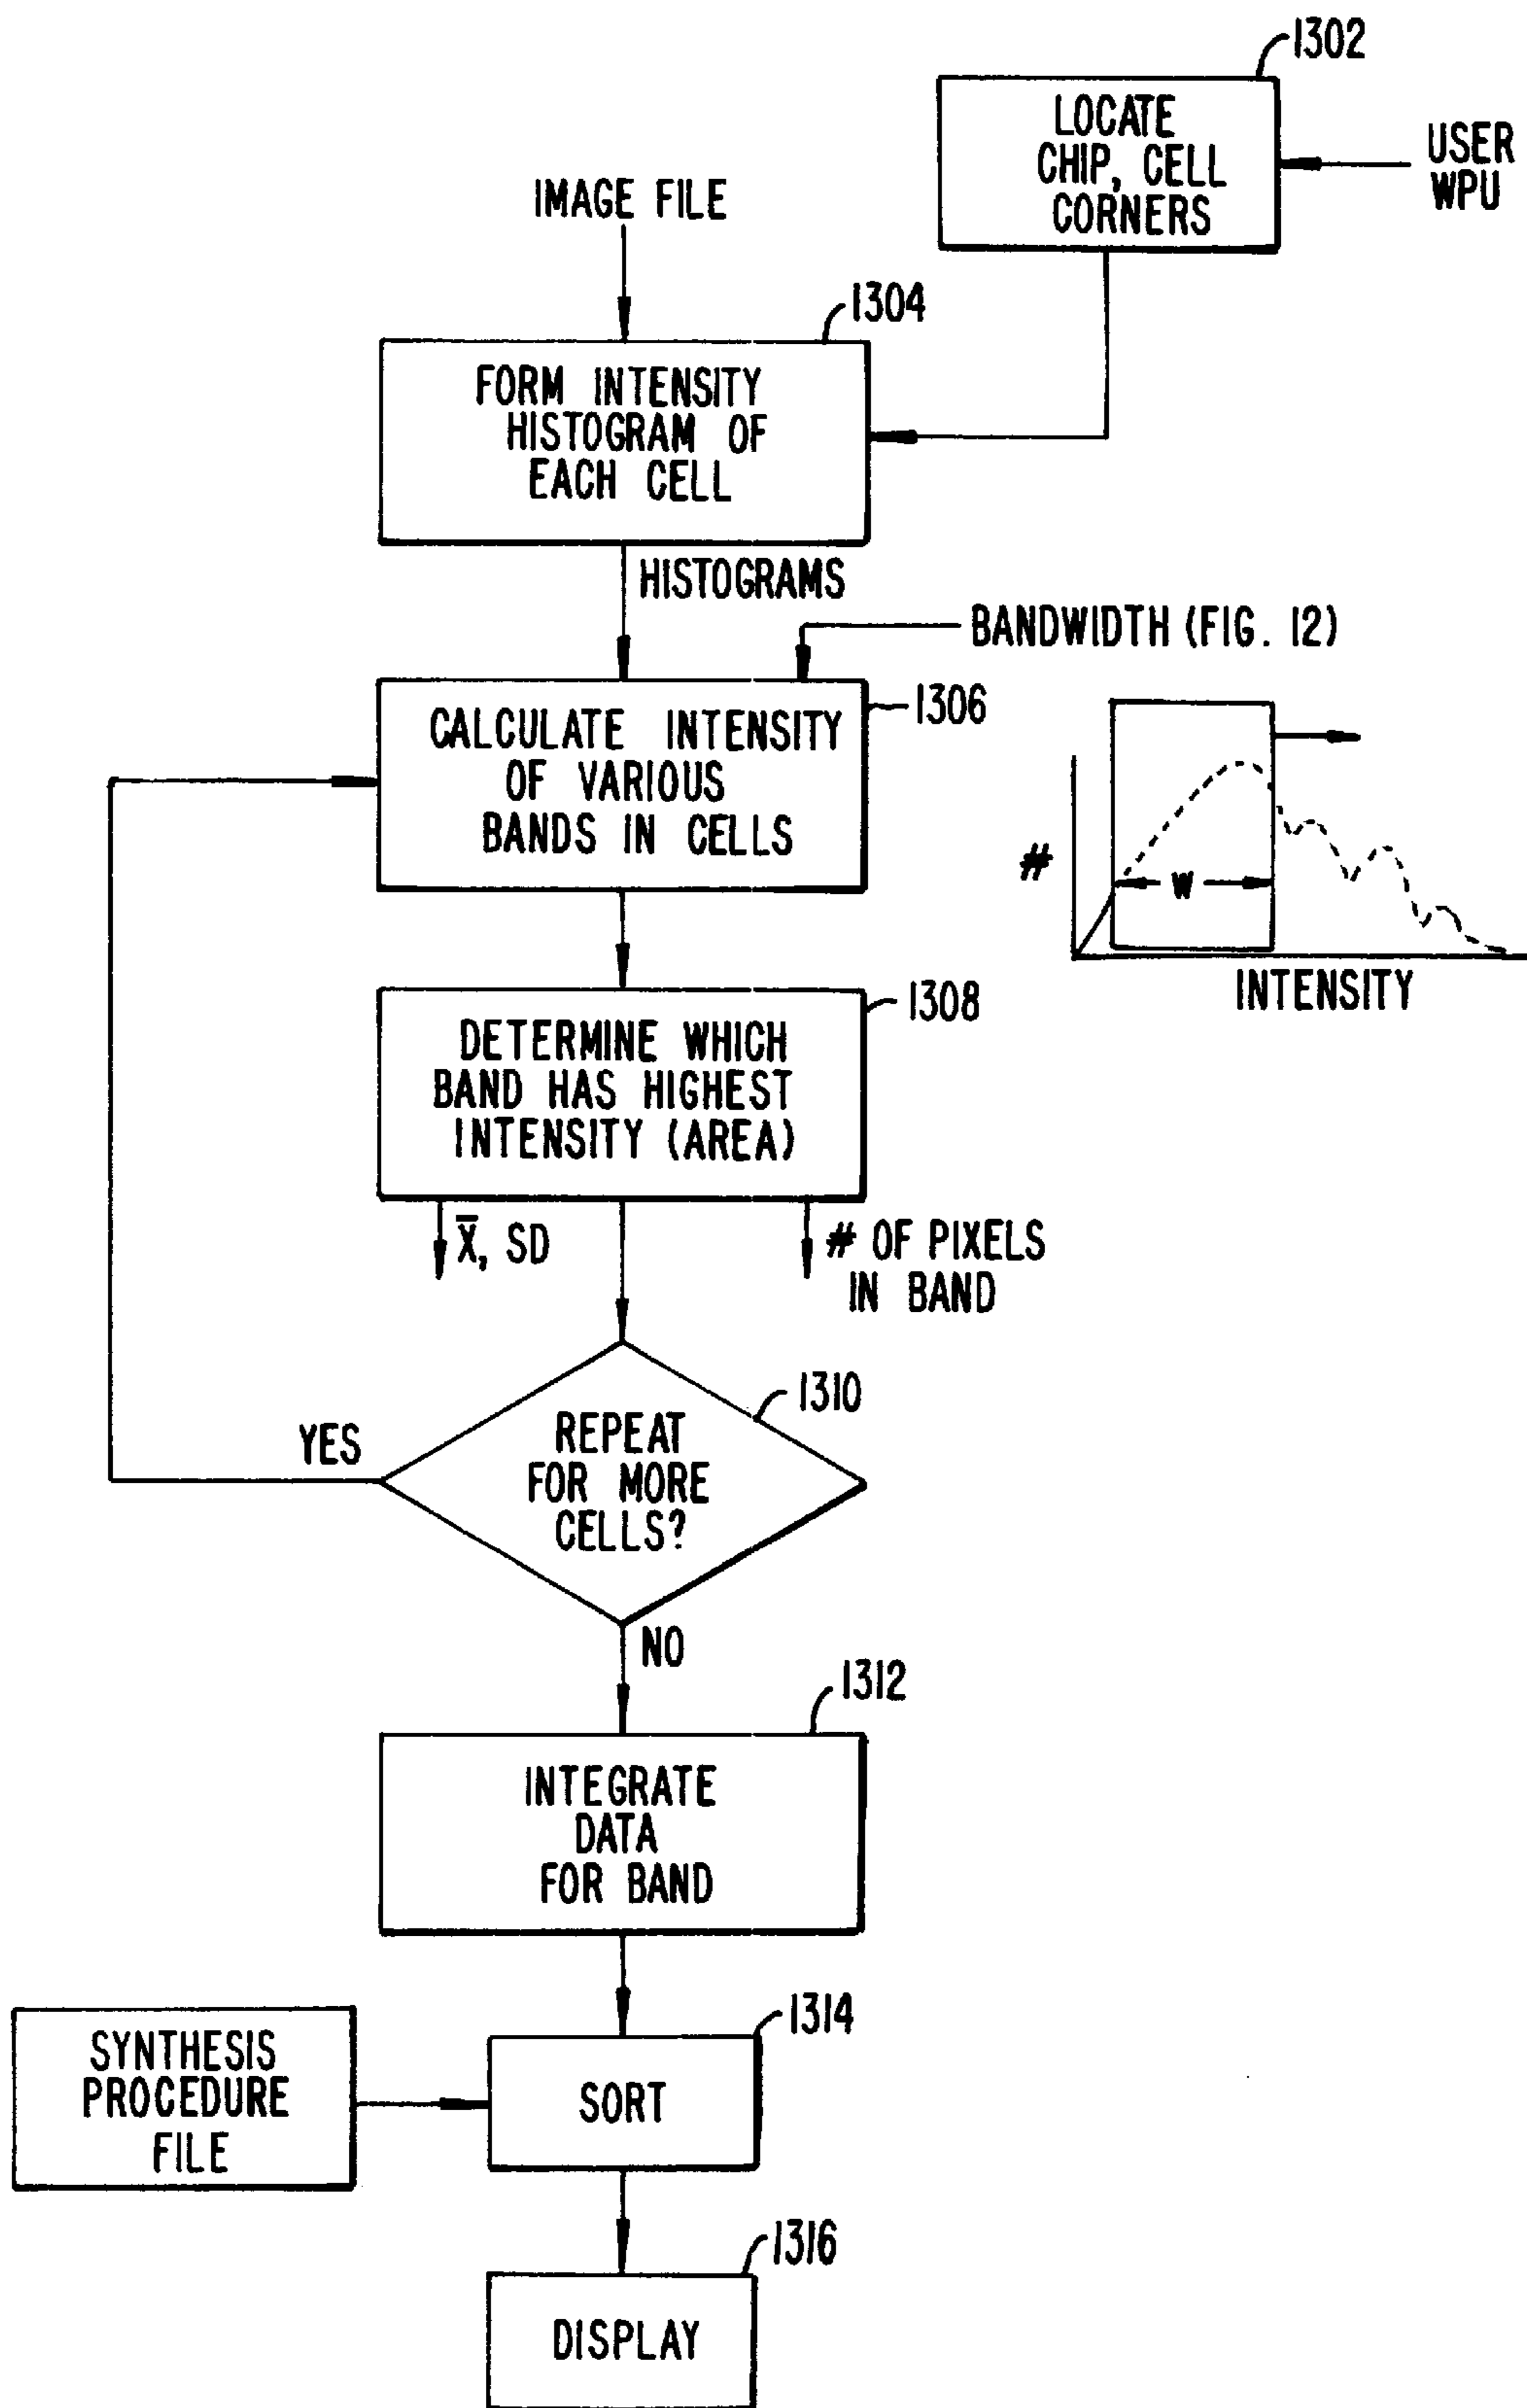 1302
LOCATE
CHIP, CELL
CORNERS
USER
WPU
IMAGE FILE
1304
FORM INTENSITY
HISTOGRAM OF
EACH CELL
HISTOGRAMS
BANDWIDTH (FIG. 12)
1306
CALCULATE INTENSITY
OF VARIOUS
BANDS IN CELLS
#
W
INTENSITY
1308
DETERMINE WHICH
BAND HAS HIGHEST
INTENSITY (AREA)
X̅, SD
# OF PIXELS
IN BAND
1310
REPEAT
FOR MORE
CELLS?
YES
NO
1312
INTEGRATE
DATA
FOR BAND
1314
SYNTHESIS
PROCEDURE
FILE
SORT
1316
DISPLAY